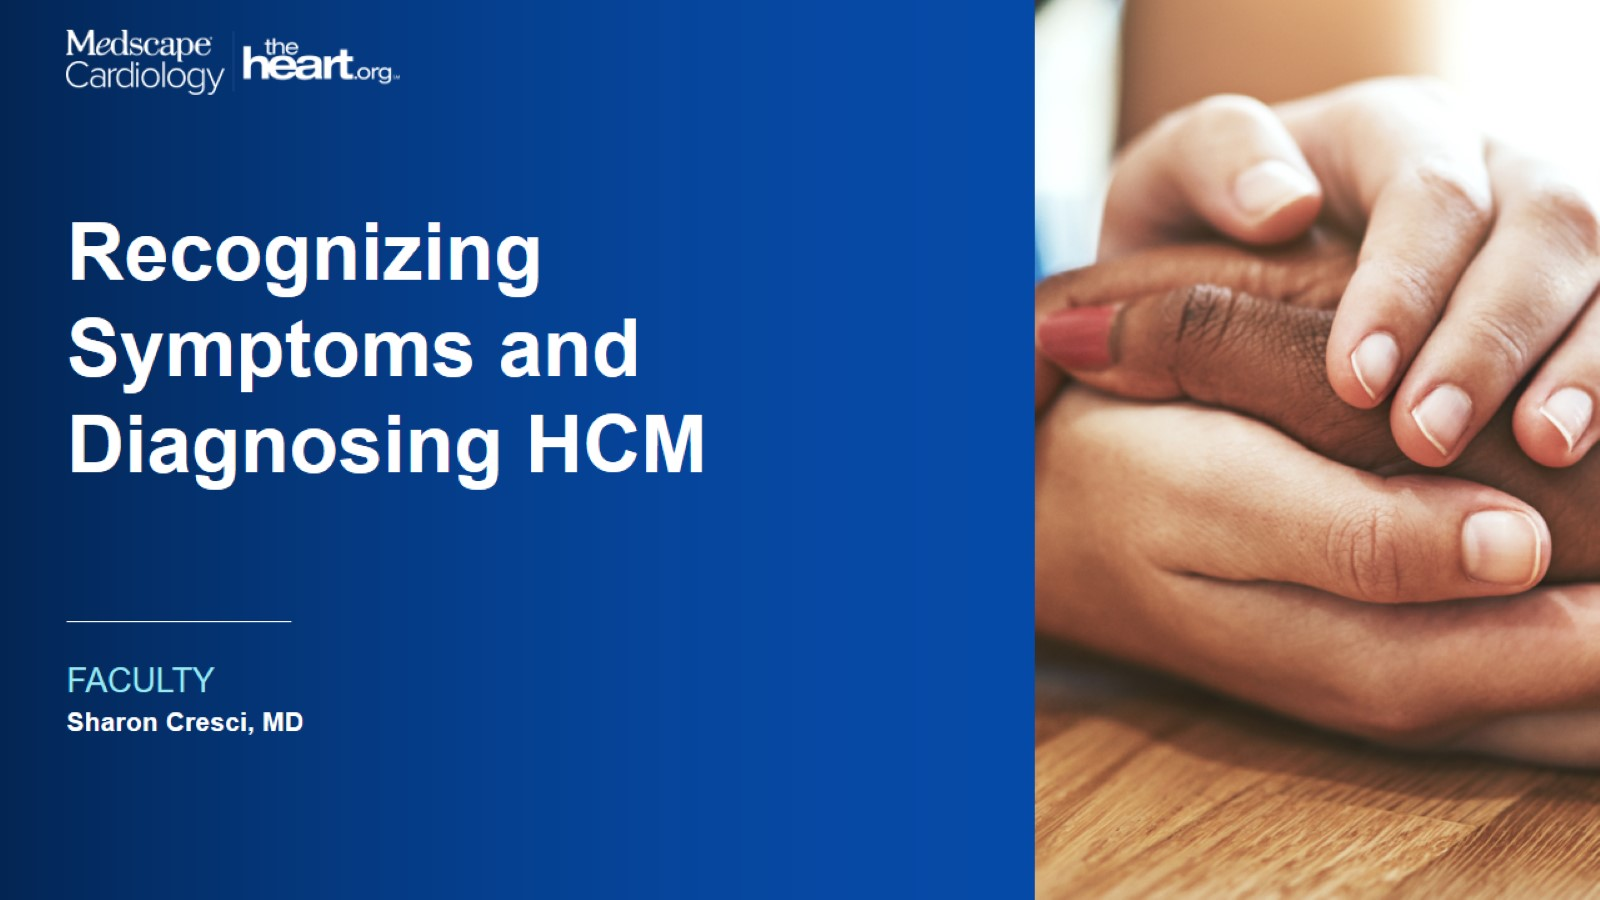 Medscape
Cardiology
the
heart.org
Recognizing
Symptoms and
Diagnosing HCM
FACULTY
Sharon Cresci, MD